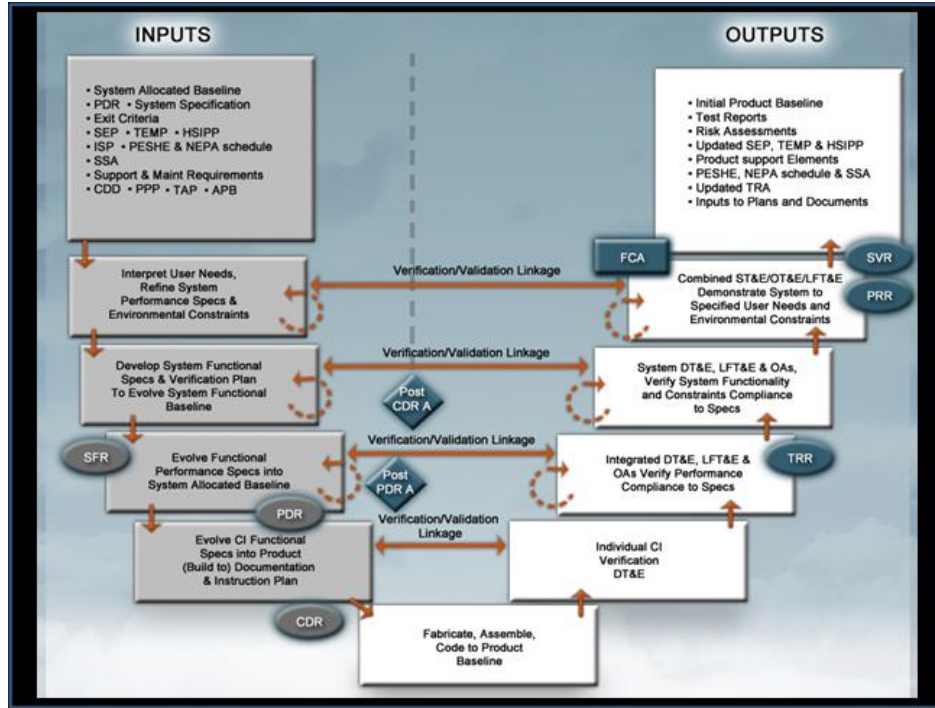 INPUTS
OUTPUTS
• System Allocated Baseline
• PDR • System Specification
• Exit Criteria
• SEP • TEMP • HSIPP
• ISP • PESHE & NEPA schedule
• SSA
• Support & Maint Requirements
• CDD • PPP • TAP • APB
• Initial Product Baseline
• Test Reports
• Risk Assessments
• Updated SEP, TEMP & HSIPP
• Product support Elements
• PESHE, NEPA schedule & SSA
• Updated TRA
• Inputs to Plans and Documents
FCA
SVR
PRR
Interpret User Needs,
Refine System
Performance Specs &
Environmental Constraints
Verification/Validation Linkage
Combined ST&E/OT&E/LFT&E
Demonstrate System to
Specified User Needs and
Environmental Constraints
Develop System Functional
Specs & Verification Plan
To Evolve System Functional
Baseline
Verification/Validation Linkage
Post
CDR A
System DT&E, LFT&E & OAs,
Verify System Functionality
and Constraints Compliance
to Specs
SFR
Evolve Functional
Performance Specs into
System Allocated Baseline
Verification/Validation Linkage
Post
PDR A
Integrated DT&E, LFT&E &
OAs Verify Performance
Compliance to Specs
TRR
PDR
Evolve CI Functional
Specs into Product
(Build to) Documentation
& Instruction Plan
Verification/Validation
Linkage
Individual CI
Verification
DT&E
CDR
Fabricate, Assemble,
Code to Product
Baseline